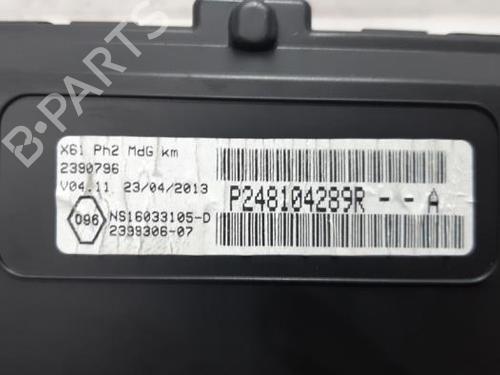 X61 Ph2 MdG km
2390796
V04.11 23/04/2013
P248104289R - - A
096
NS16033105-D
2399306-07
B-PARTS